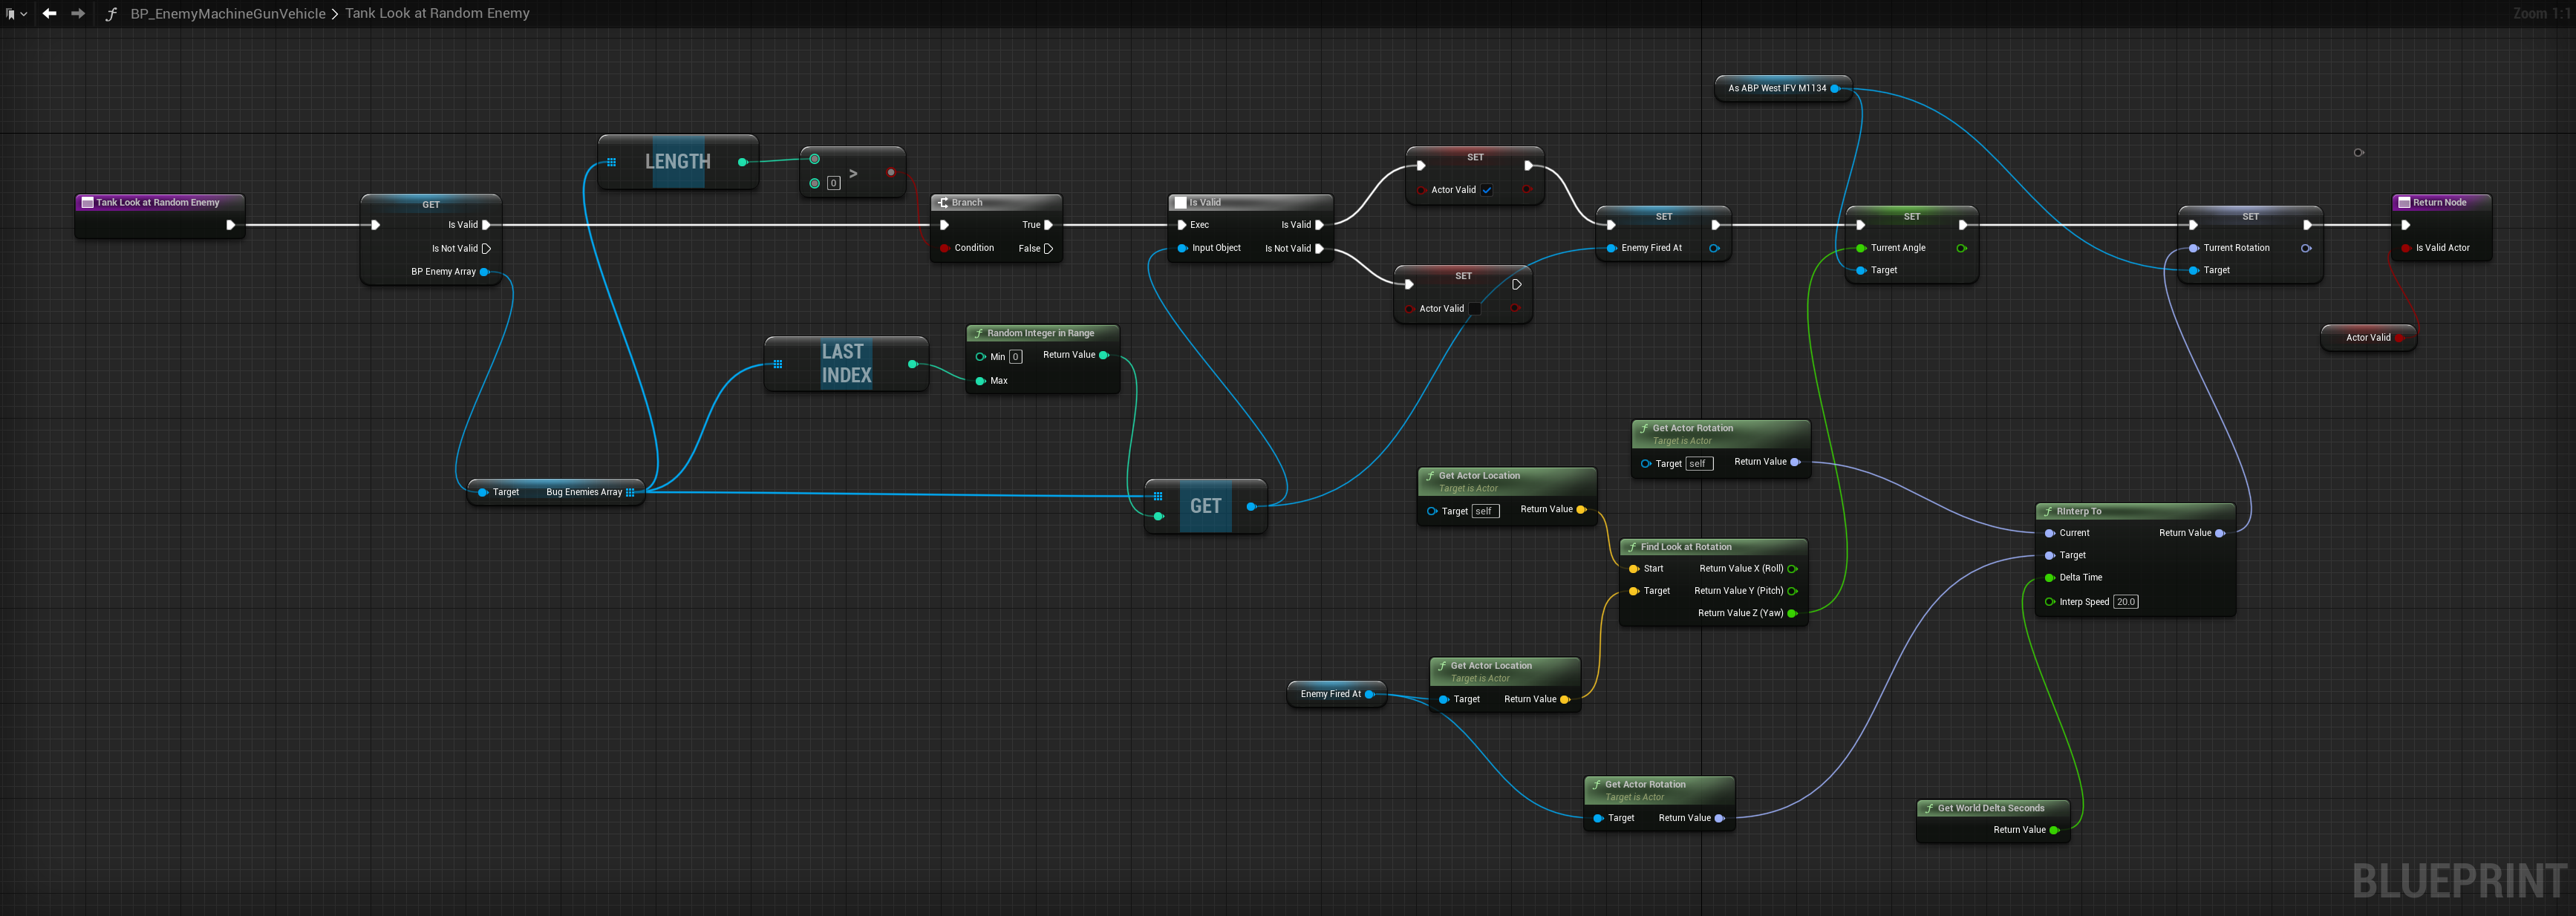 BP_EnemyMachineGunVehicle > Tank Look at Random Enemy
Zoom 1:1
As ABP West IFV M1134
LENGTH
0
>
SET
Actor Valid
Tank Look at Random Enemy
GET
Is Valid
Is Not Valid
BP Enemy Array
Branch
True
Condition
False
Is Valid
Exec
Is Valid
Input Object
Is Not Valid
SET
Enemy Fired At
SET
Turrent Angle
Target
SET
Turrent Rotation
Target
Return Node
Is Valid Actor
SET
Actor Valid
Actor Valid
LAST
INDEX
Random Integer in Range
Min 0
Return Value
Max
Target
Bug Enemies Array
GET
Get Actor Rotation
Target is Actor
Target self
Return Value
Get Actor Location
Target is Actor
Target self
Return Value
Find Look at Rotation
Start
Return Value X (Roll)
Target
Return Value Y (Pitch)
Return Value Z (Yaw)
RInterp To
Current
Return Value
Target
Delta Time
Interp Speed 20.0
Enemy Fired At
Get Actor Location
Target is Actor
Target
Return Value
Get Actor Rotation
Target is Actor
Target
Return Value
Get World Delta Seconds
Return Value
BLUEPRINT